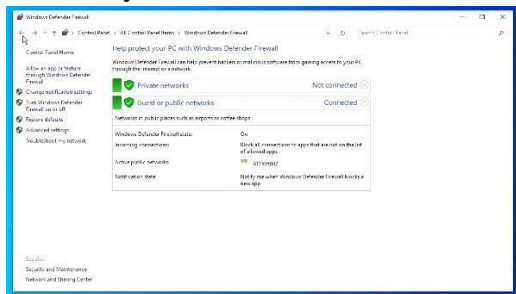 Windows Defender Firewall
Control Panel › All Control Panel Items › Windows Defender Firewall
Search Control Panel
Control Panel Home
Allow an app or feature
through Windows Defender
Firewall
Change notification settings
Turn Windows Defender
Firewall on or off
Restore defaults
Advanced settings
Troubleshoot my network
Help protect your PC with Windows Defender Firewall
Windows Defender Firewall can help prevent hackers or malicious software from gaining access to your PC
through the Internet or a network.
Private networks Not connected
Guest or public networks Connected
Networks in public places such as airports or coffee shops
Windows Defender Firewall state: On
Incoming connections: Block all connections to apps that are not on the list
of allowed apps
Active public networks:
Notification state: Notify me when Windows Defender Firewall blocks a
new app
See also
Security and Maintenance
Network and Sharing Center